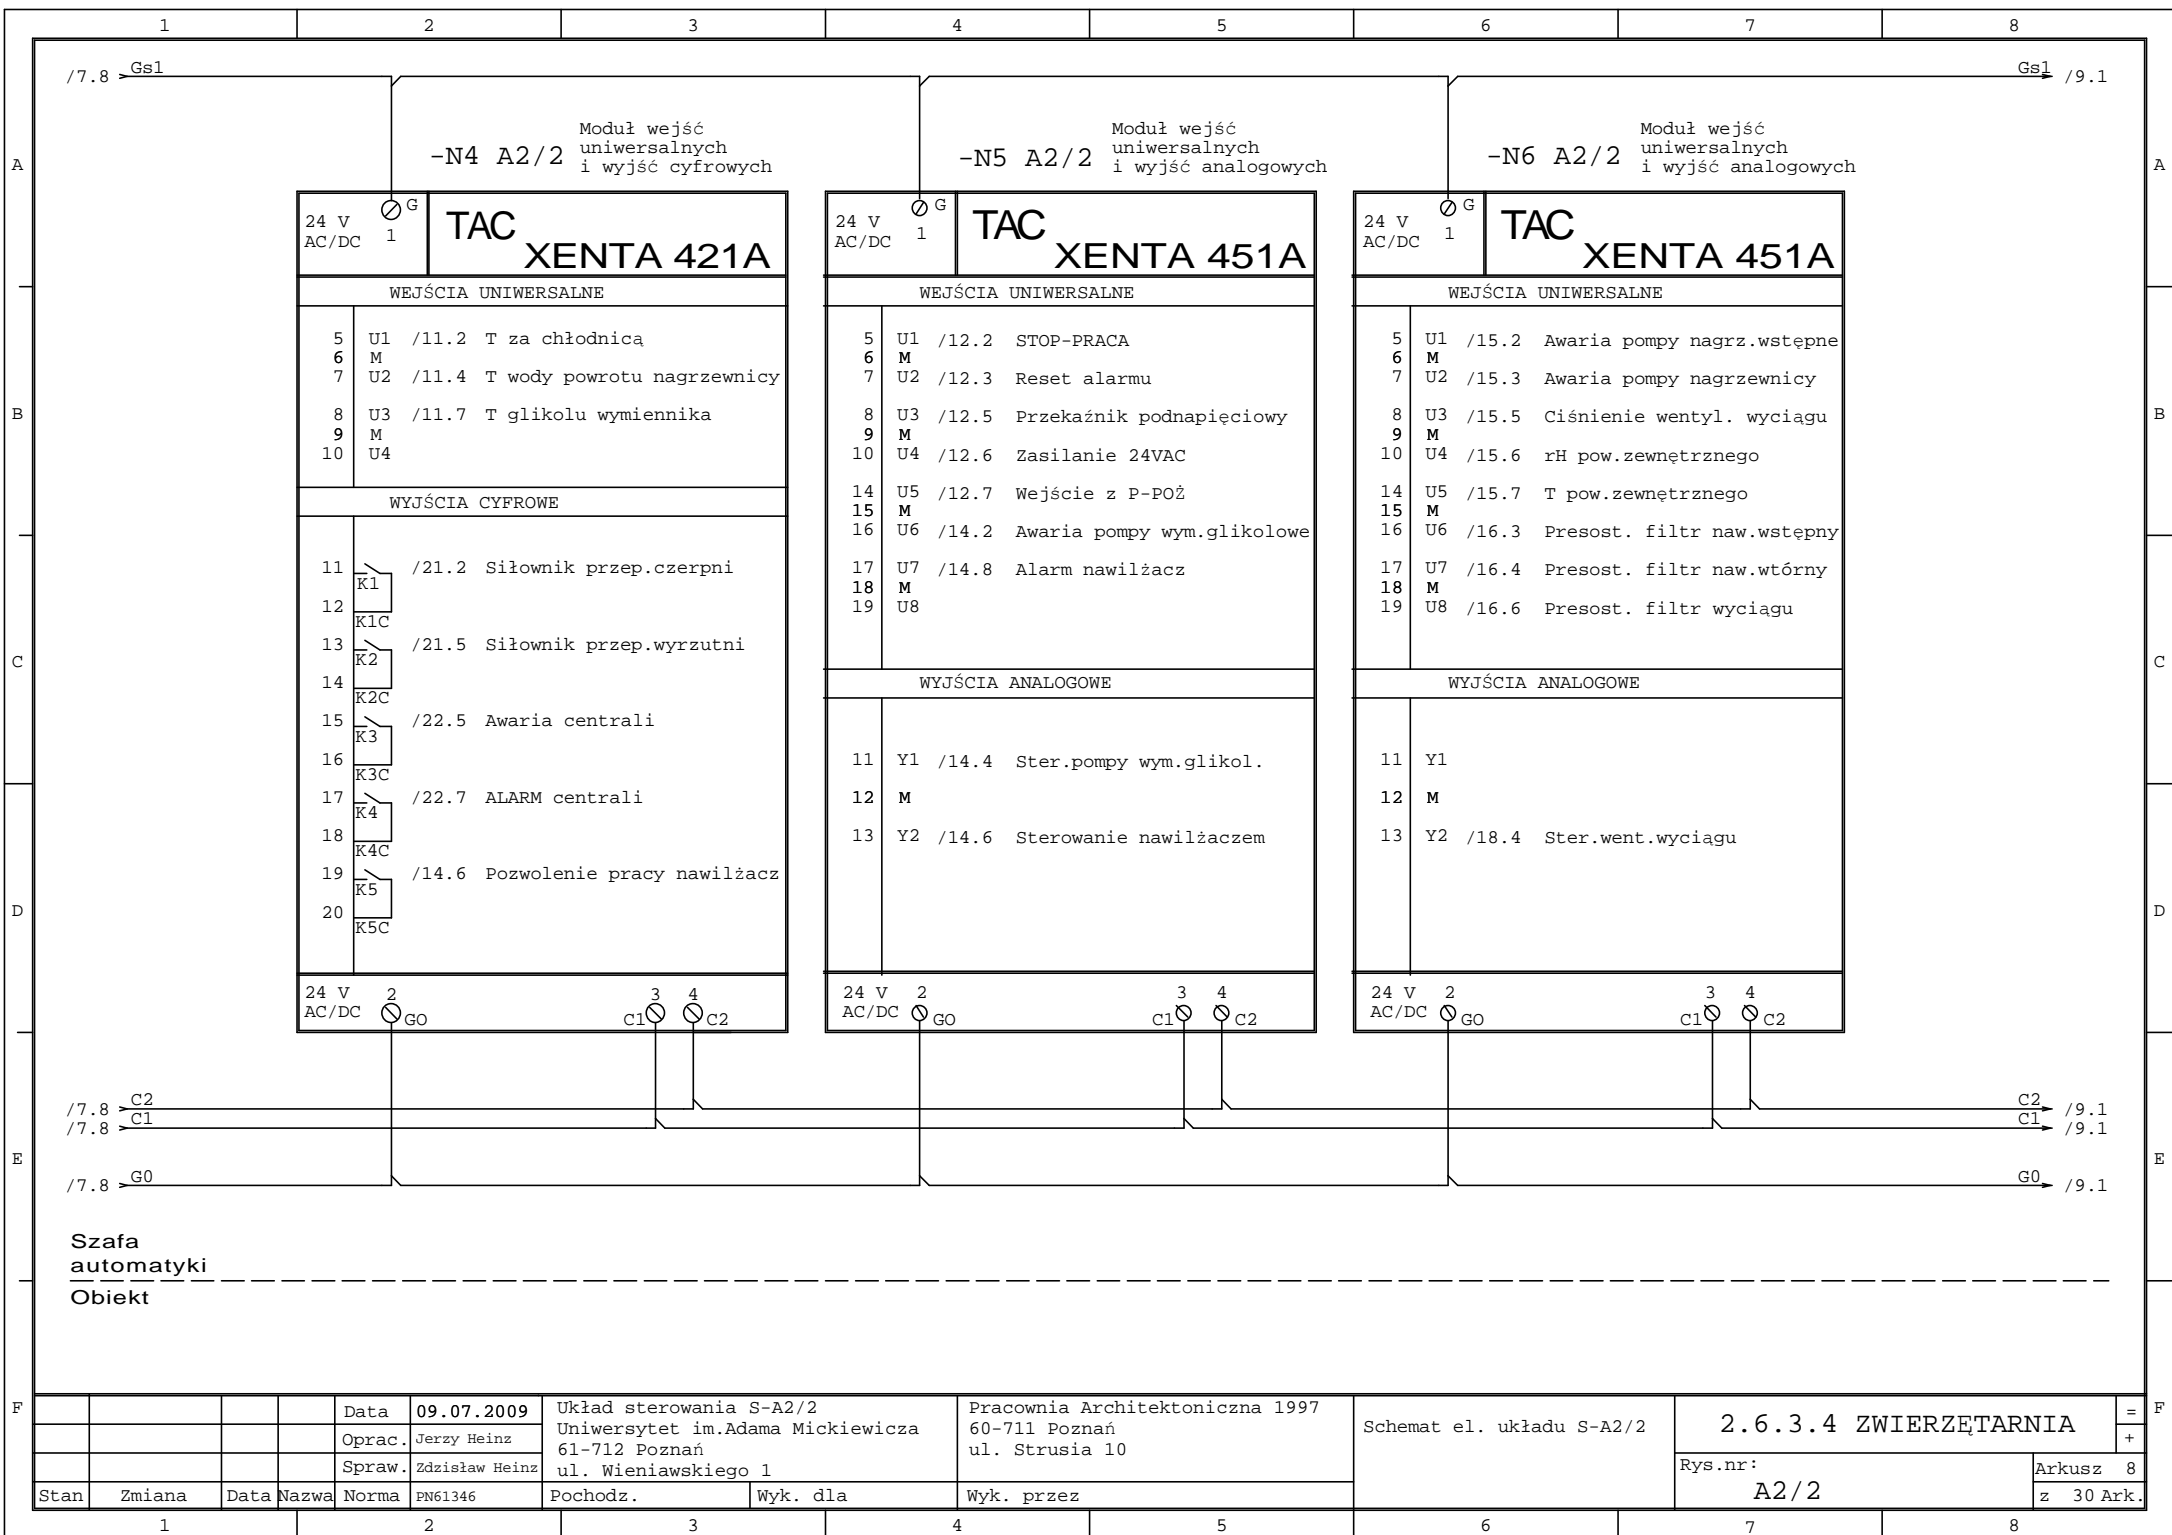 1 2 3 4 5 6 7 8
/7.8 Gs1 Gs1 /9.1
-N4 A2/2 Moduł wejść
uniwersalnych
i wyjść cyfrowych
-N5 A2/2 Moduł wejść
uniwersalnych
i wyjść analogowych
-N6 A2/2 Moduł wejść
uniwersalnych
i wyjść analogowych
A A
B B
C C
D D
E E
F F
24 V
AC/DC
G
1
TAC
XENTA 421A
WEJŚCIA UNIWERSALNE
5 U1 /11.2 T za chłodnicą
6 M
7 U2 /11.4 T wody powrotu nagrzewnicy
8 U3 /11.7 T glikolu wymiennika
9 M
10 U4
WYJŚCIA CYFROWE
11 K1 /21.2 Siłownik przep.czerpni
12 K1C
13 K2 /21.5 Siłownik przep.wyrzutni
14 K2C
15 K3 /22.5 Awaria centrali
16 K3C
17 K4 /22.7 ALARM centrali
18 K4C
19 K5 /14.6 Pozwolenie pracy nawilżacz
20 K5C
24 V
AC/DC
2 GO
3 C1
4 C2
24 V
AC/DC
G
1
TAC
XENTA 451A
WEJŚCIA UNIWERSALNE
5 U1 /12.2 STOP-PRACA
6 M
7 U2 /12.3 Reset alarmu
8 U3 /12.5 Przekaźnik podnapięciowy
9 M
10 U4 /12.6 Zasilanie 24VAC
14 U5 /12.7 Wejście z P-POŻ
15 M
16 U6 /14.2 Awaria pompy wym.glikolowe
17 U7 /14.8 Alarm nawilżacz
18 M
19 U8
WYJŚCIA ANALOGOWE
11 Y1 /14.4 Ster.pompy wym.glikol.
12 M
13 Y2 /14.6 Sterowanie nawilżaczem
24 V
AC/DC
2 GO
3 C1
4 C2
24 V
AC/DC
G
1
TAC
XENTA 451A
WEJŚCIA UNIWERSALNE
5 U1 /15.2 Awaria pompy nagrz.wstępne
6 M
7 U2 /15.3 Awaria pompy nagrzewnicy
8 U3 /15.5 Ciśnienie wentyl. wyciągu
9 M
10 U4 /15.6 rH pow.zewnętrznego
14 U5 /15.7 T pow.zewnętrznego
15 M
16 U6 /16.3 Presost. filtr naw.wstępny
17 U7 /16.4 Presost. filtr naw.wtórny
18 M
19 U8 /16.6 Presost. filtr wyciągu
WYJŚCIA ANALOGOWE
11 Y1
12 M
13 Y2 /18.4 Ster.went.wyciągu
24 V
AC/DC
2 GO
3 C1
4 C2
/7.8 C2 C2 /9.1
/7.8 C1 C1 /9.1
/7.8 G0 G0 /9.1
Szafa
automatyki
Obiekt
Data 09.07.2009
Oprac. Jerzy Heinz
Spraw. Zdzisław Heinz
Stan Zmiana Data Nazwa Norma PN61346
Układ sterowania S-A2/2
Uniwersytet im.Adama Mickiewicza
61-712 Poznań
ul. Wieniawskiego 1
Pochodz. Wyk. dla
Pracownia Architektoniczna 1997
60-711 Poznań
ul. Strusia 10
Wyk. przez
Schemat el. układu S-A2/2
2.6.3.4 ZWIERZĘTARNIA
=
+
Rys.nr:
A2/2
Arkusz 8
z 30 Ark.
1 2 3 4 5 6 7 8